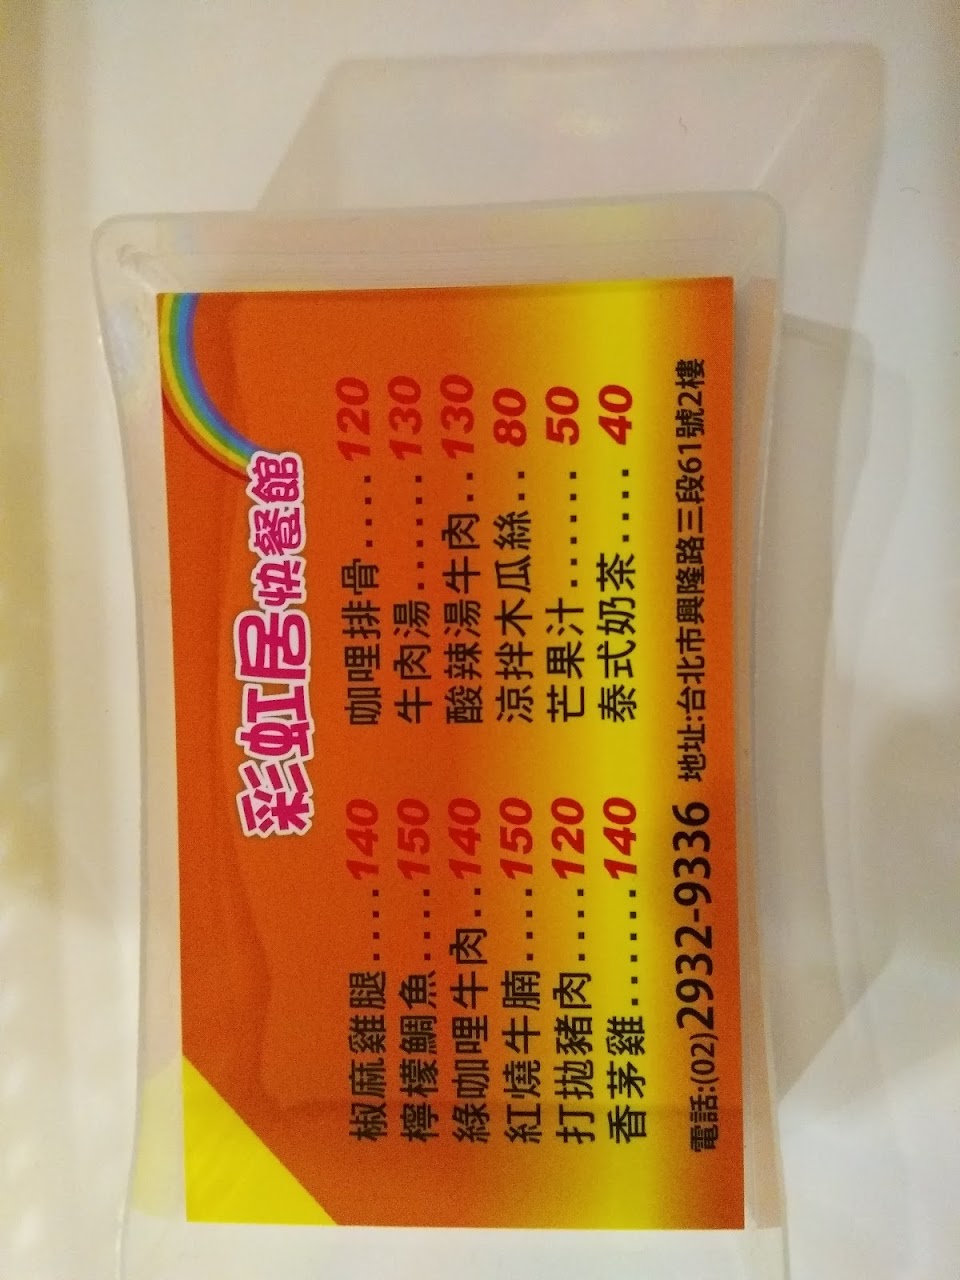 彩虹居快餐館
椒麻雞腿.....140
檸檬鯛魚....150
綠咖哩牛肉..140
紅燒牛腩.....150
打拋豬肉.....120
香茅雞......140
咖哩排骨....120
牛肉湯......130
酸辣湯牛肉..130
涼拌木瓜絲..80
芒果汁......50
泰式奶茶....40
電話:(02)2932-9336 地址:台北市興隆路三段61號2樓